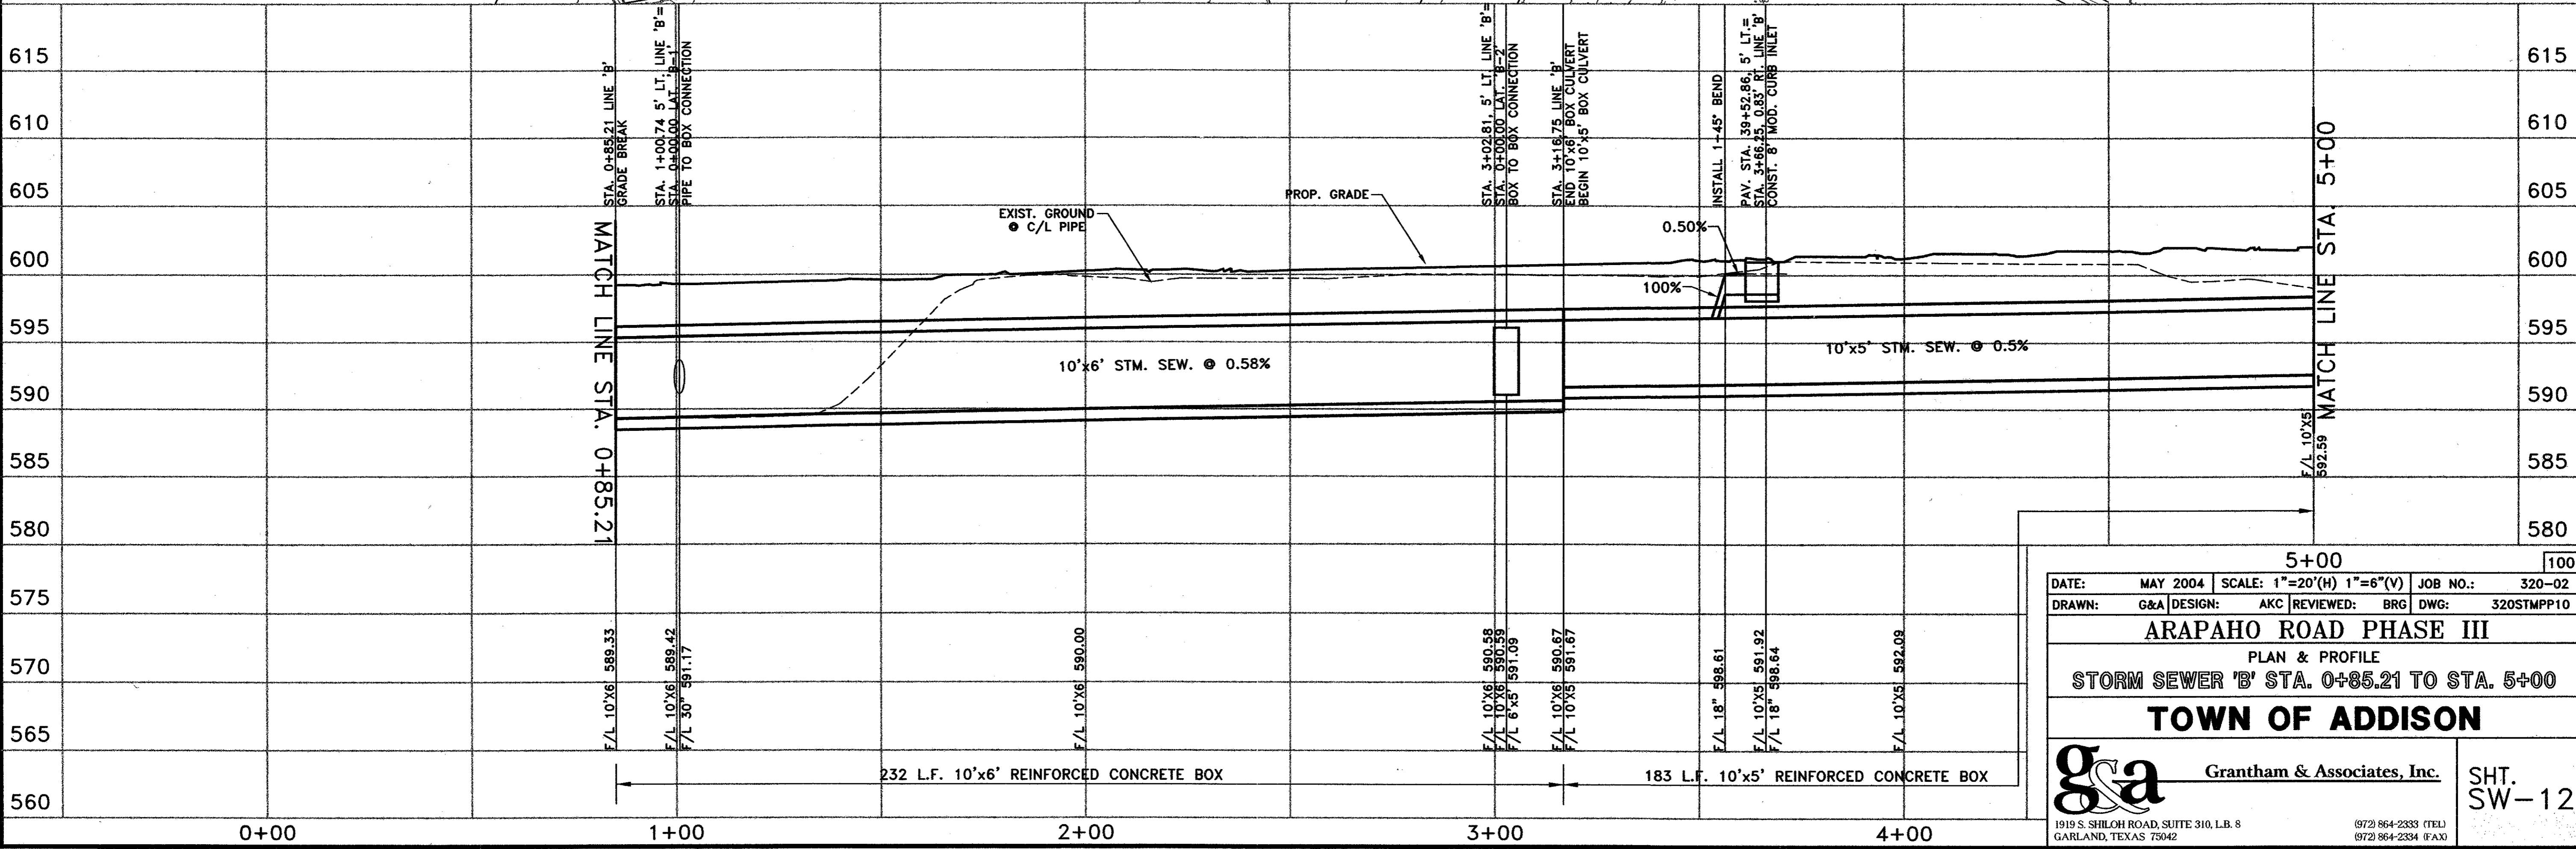 615
610
605
600
595
590
585
580
575
570
565
560
STA. 0+85.21 LINE 'B'
GRADE BREAK
STA. 1+00.74 5' LT. LINE 'B'=
STA. 0+00.00 LAT. 'B-1'
PIPE TO BOX CONNECTION
STA. 3+02.81, 5' LT. LINE 'B'=
STA. 0+00.00 LAT. 'B-2'
BOX TO BOX CONNECTION
STA. 3+16.75 LINE 'B'
END 10'x6' BOX CULVERT
BEGIN 10'x5' BOX CULVERT
INSTALL 1-45° BEND
PAV. STA. 39+52.86, 5' LT.=
STA. 3+66.25, 0.83' RT. LINE 'B'
CONST. 8' MOD. CURB INLET
615
610
605
600
595
590
585
580
MATCH LINE STA. 0+85.21
EXIST. GROUND
@ C/L PIPE
PROP. GRADE
0.50%
100%
10'x6' STM. SEW. @ 0.58%
10'x5' STM. SEW. @ 0.5%
MATCH LINE STA. 5+00
F/L 10'X5'
592.59
F/L 10'X6' 589.33
F/L 10'X6' 589.42
F/L 30" 591.17
F/L 10'X6' 590.00
F/L 10'X6' 590.58
F/L 10'X6' 590.59
F/L 6'x5' 591.09
F/L 10'X6' 590.67
F/L 10'X5' 591.67
F/L 18" 598.61
F/L 10'X5' 591.92
F/L 18" 598.64
F/L 10'X5' 592.09
232 L.F. 10'x6' REINFORCED CONCRETE BOX
183 L.F. 10'x5' REINFORCED CONCRETE BOX
0+00
1+00
2+00
3+00
4+00
5+00
100
DATE: MAY 2004 SCALE: 1"=20'(H) 1"=6"(V) JOB NO.: 320-02
DRAWN: G&A DESIGN: AKC REVIEWED: BRG DWG: 320STMPP10
ARAPAHO ROAD PHASE III
PLAN & PROFILE
STORM SEWER 'B' STA. 0+85.21 TO STA. 5+00
TOWN OF ADDISON
g&a
Grantham & Associates, Inc.
1919 S. SHILOH ROAD, SUITE 310, L.B. 8
GARLAND, TEXAS 75042
(972) 864-2333 (TEL)
(972) 864-2334 (FAX)
SHT.
SW-12